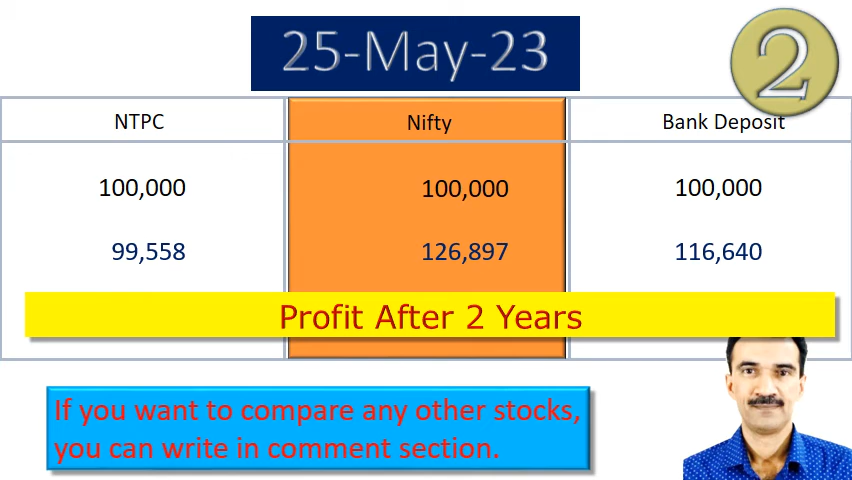 25-May-23
2
NTPC Nifty Bank Deposit
100,000 100,000 100,000
99,558 126,897 116,640
Profit After 2 Years
If you want to compare any other stocks,
you can write in comment section.